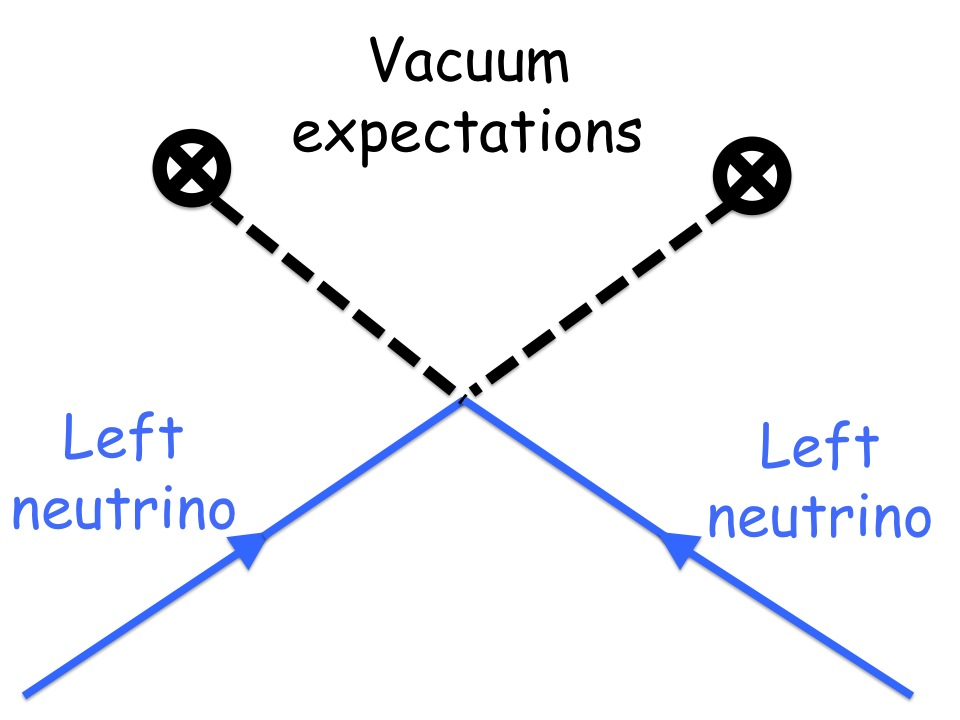 Vacuum
expectations
Left
neutrino
Left
neutrino